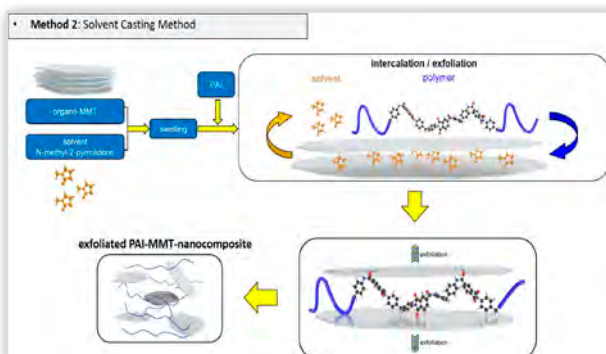 • Method 2: Solvent Casting Method
intercalation / exfoliation
solvent
polymer
PAI
organo-MMT
swelling
solvent
N-methyl-2-pyrrolidone
exfoliated PAI-MMT-nanocomposite
exfoliation
exfoliation